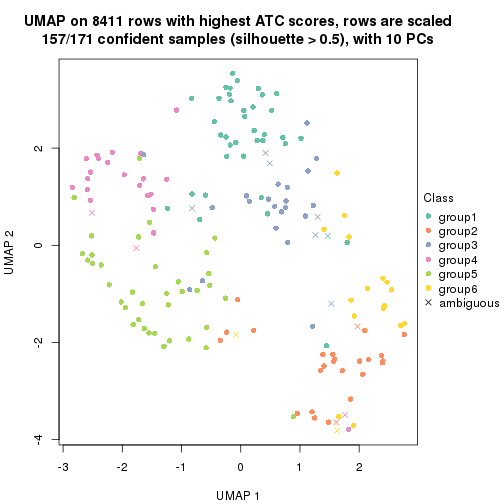 UMAP on 8411 rows with highest ATC scores, rows are scaled
157/171 confident samples (silhouette > 0.5), with 10 PCs
UMAP 2
2
0
-2
-4
-3
-2
-1
0
1
2
UMAP 1
Class
group1
group2
group3
group4
group5
group6
ambiguous